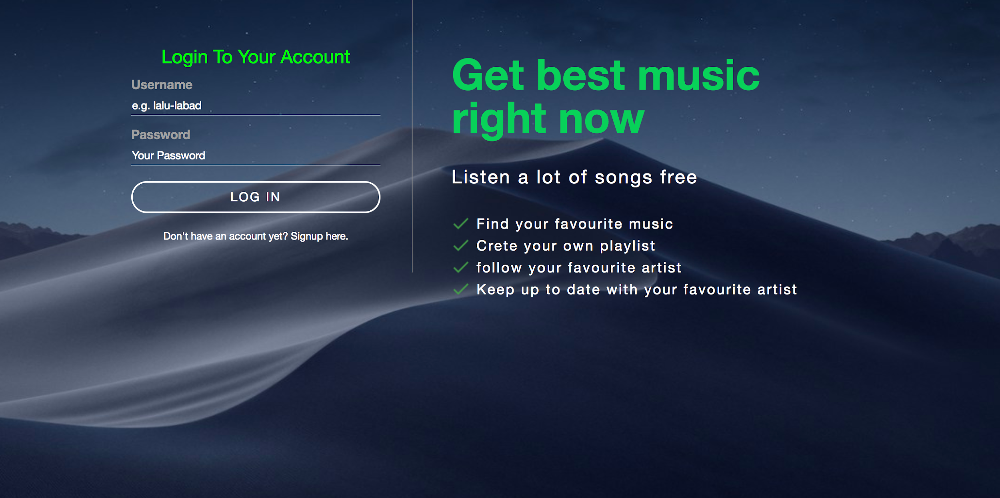 Login To Your Account
Username
e.g. lalu-labad
Password
Your Password
LOG IN
Don't have an account yet? Signup here.
Get best music
right now
Listen a lot of songs free
Find your favourite music
Crete your own playlist
follow your favourite artist
Keep up to date with your favourite artist